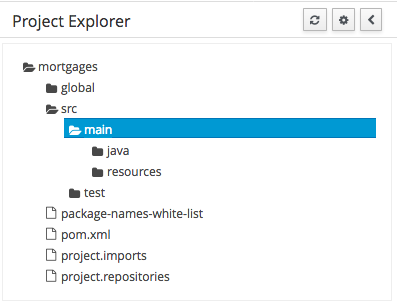 Project Explorer
mortgages
global
src
main
java
resources
test
package-names-white-list
pom.xml
project.imports
project.repositories